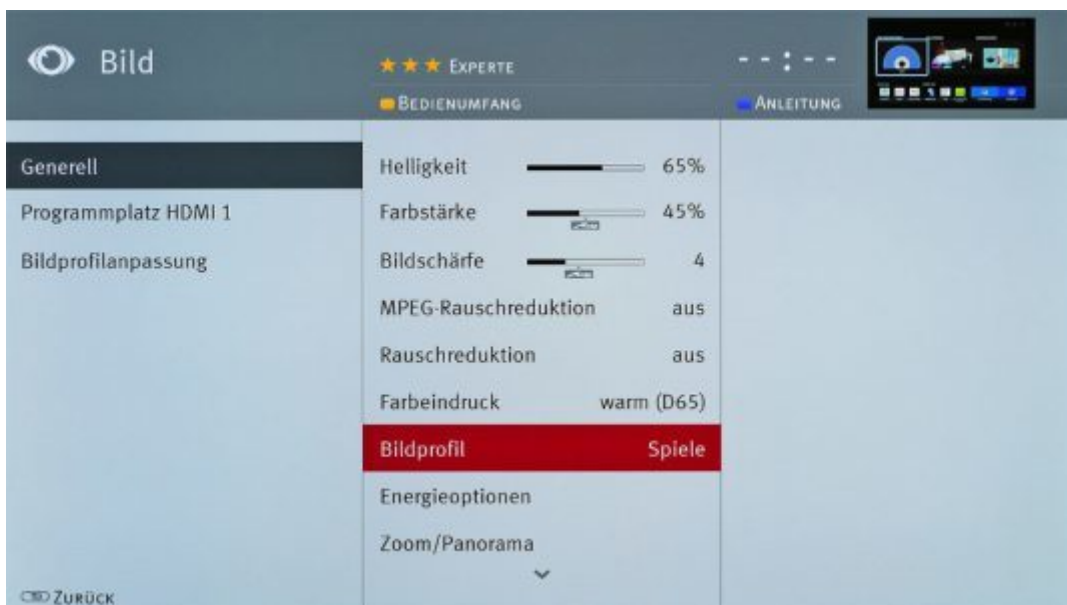 Bild
★★★ EXPERTE
--:--
BEDIENUMFANG
ANLEITUNG
Generell
Programmplatz HDMI 1
Bildprofilanpassung
Helligkeit 65%
Farbstärke 45%
Bildschärfe 4
MPEG-Rauschreduktion aus
Rauschreduktion aus
Farbeindruck warm (D65)
Bildprofil Spiele
Energieoptionen
Zoom/Panorama
ZURÜCK